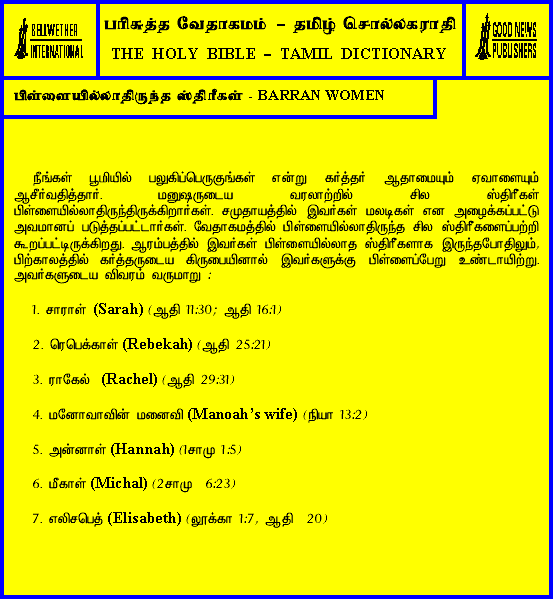 BELLWETHER
INTERNATIONAL
பரிசுத்த வேதாகமம் – தமிழ் சொல்லகராதி
THE HOLY BIBLE – TAMIL DICTIONARY
GOOD NEWS
PUBLISHERS
பிள்ளையில்லாதிருந்த ஸ்திரீகள் - BARRAN WOMEN
நீங்கள் பூமியில் பலுகிப்பெருகுங்கள் என்று கர்த்தர் ஆதாமையும் ஏவாளையும்
ஆசீர்வதித்தார். மனுஷருடைய வரலாற்றில் சில ஸ்திரீகள்
பிள்ளையில்லாதிருந்திருக்கிறார்கள். சமுதாயத்தில் இவர்கள் மலடிகள் என அழைக்கப்பட்டு
அவமானப் படுத்தப்பட்டார்கள். வேதாகமத்தில் பிள்ளையில்லாதிருந்த சில ஸ்திரீகளைப்பற்றி
கூறப்பட்டிருக்கிறது. ஆரம்பத்தில் இவர்கள் பிள்ளையில்லாத ஸ்திரீகளாக இருந்தபோதிலும்,
பிற்காலத்தில் கர்த்தருடைய கிருபையினால் இவர்களுக்கு பிள்ளைப்பேறு உண்டாயிற்று.
அவர்களுடைய விவரம் வருமாறு :
1. சாராள் (Sarah) (ஆதி 11:30; ஆதி 16:1)
2. ரெபெக்காள் (Rebekah) (ஆதி 25:21)
3. ராகேல் (Rachel) (ஆதி 29:31)
4. மனோவாவின் மனைவி (Manoah's wife) (நியா 13:2)
5. அன்னாள் (Hannah) (1சாமு 1:5)
6. மீகாள் (Michal) (2சாமு 6:23)
7. எலிசபெத் (Elisabeth) (லூக்கா 1:7, ஆதி 20)